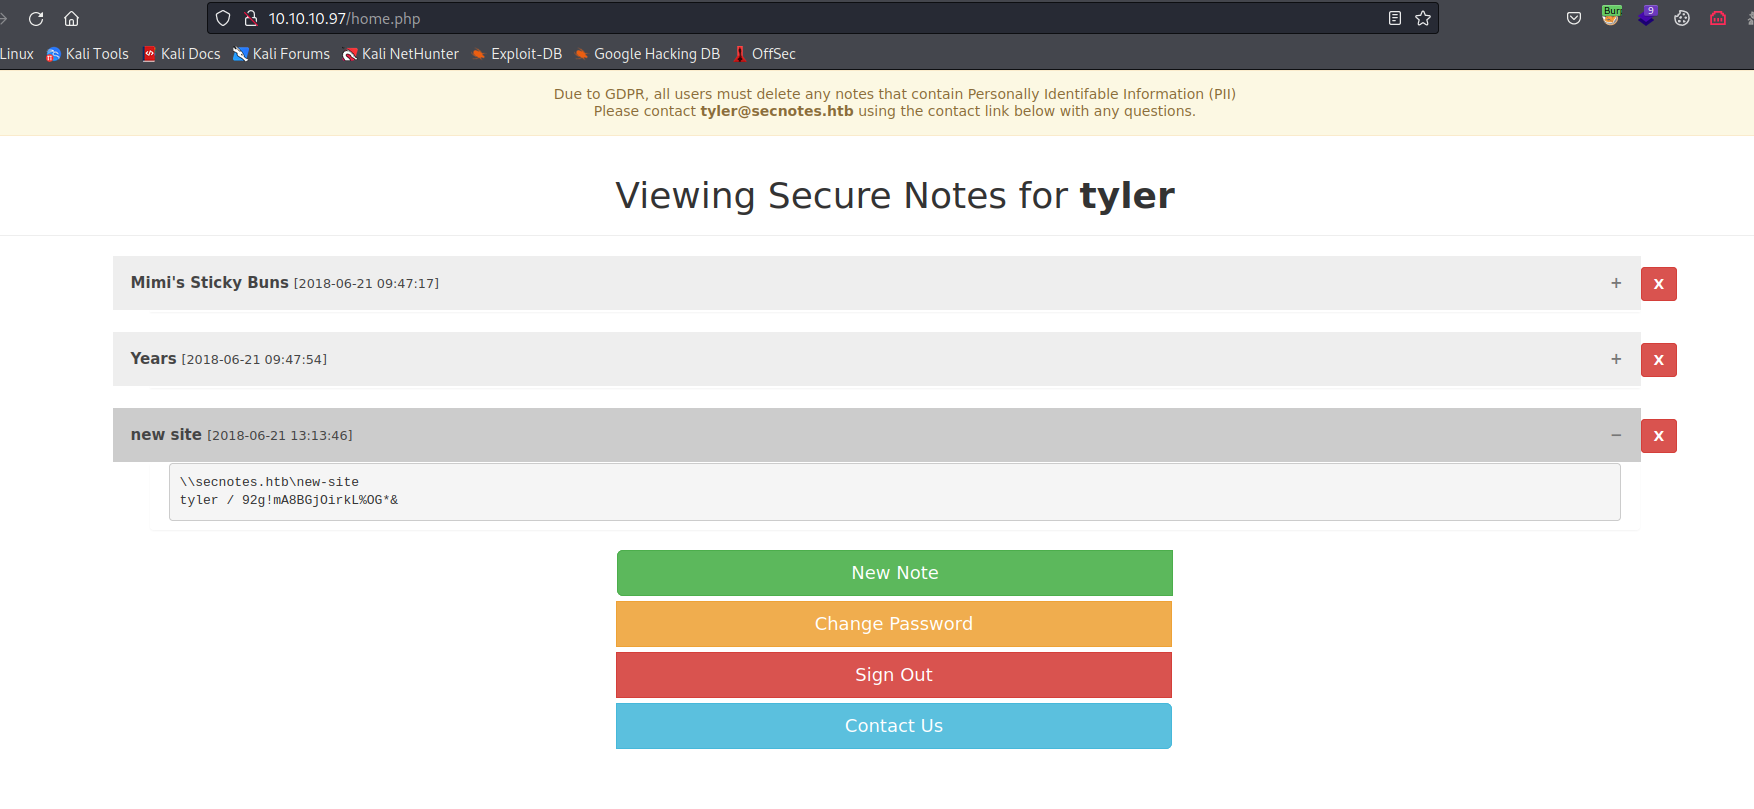 10.10.10.97/home.php
Burp
9
Linux Kali Tools Kali Docs Kali Forums Kali NetHunter Exploit-DB Google Hacking DB OffSec
Due to GDPR, all users must delete any notes that contain Personally Identifable Information (PII)
Please contact tyler@secnotes.htb using the contact link below with any questions.
Viewing Secure Notes for tyler
Mimi's Sticky Buns [2018-06-21 09:47:17] + X
Years [2018-06-21 09:47:54] + X
new site [2018-06-21 13:13:46] − X
\\secnotes.htb\new-site
tyler / 92g!mA8BGjOirkL%OG*&
New Note
Change Password
Sign Out
Contact Us